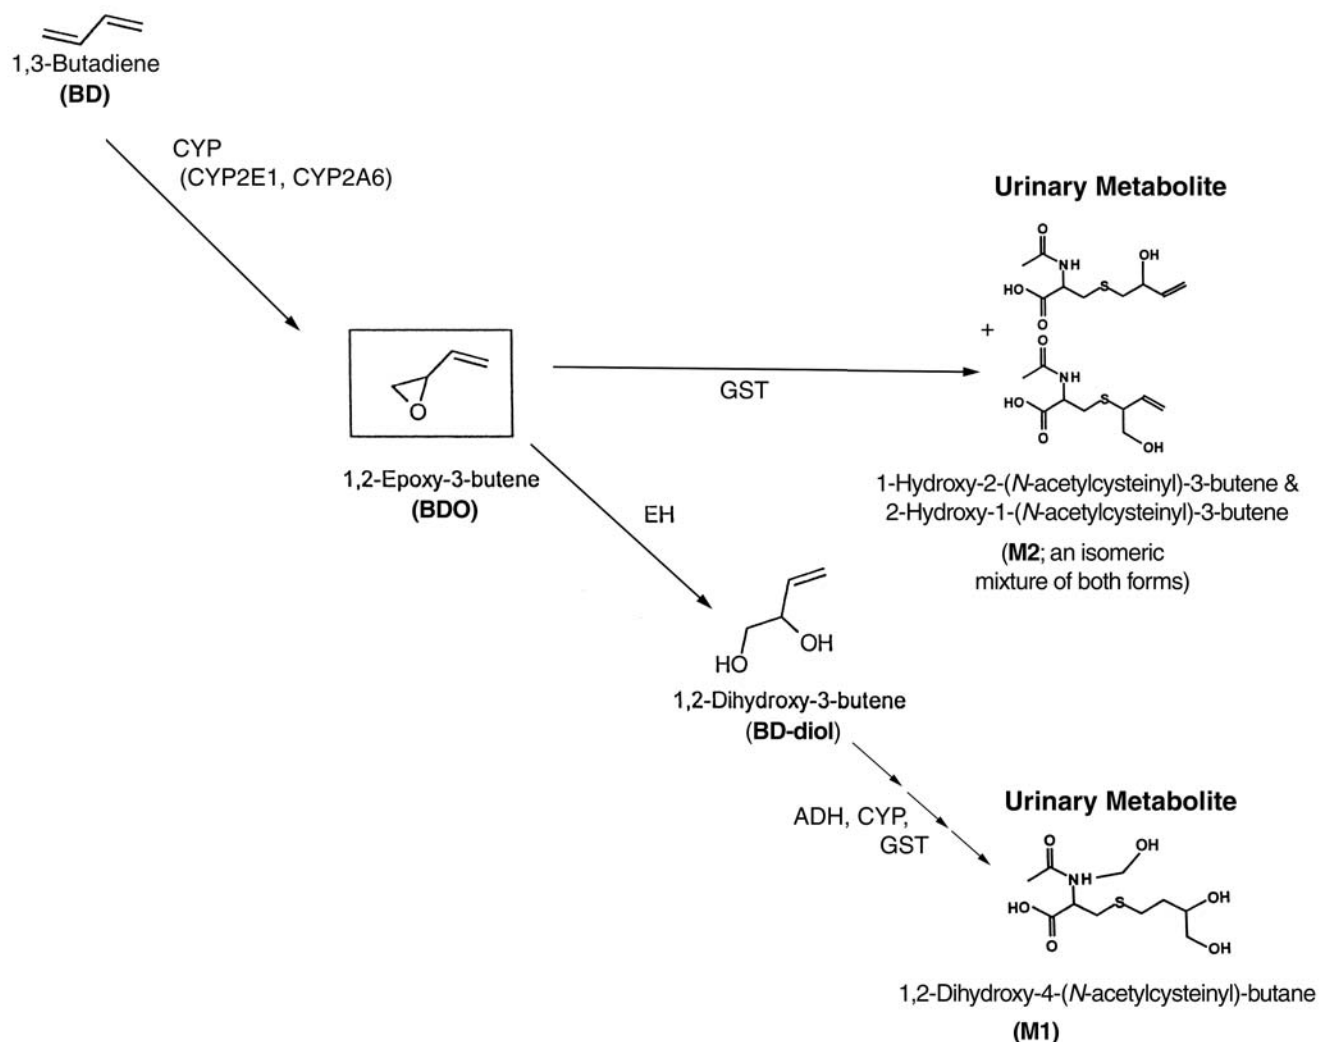 1,3-Butadiene
(BD)
CYP
(CYP2E1, CYP2A6)
Urinary Metabolite
O
NH
HO
O
S
OH
+
O
NH
HO
O
S
OH
O
GST
1,2-Epoxy-3-butene
(BDO)
1-Hydroxy-2-(N-acetylcysteinyl)-3-butene &
2-Hydroxy-1-(N-acetylcysteinyl)-3-butene
(M2; an isomeric
mixture of both forms)
EH
HO
OH
1,2-Dihydroxy-3-butene
(BD-diol)
ADH, CYP,
GST
Urinary Metabolite
O
NH
OH
HO
O
S
OH
OH
1,2-Dihydroxy-4-(N-acetylcysteinyl)-butane
(M1)